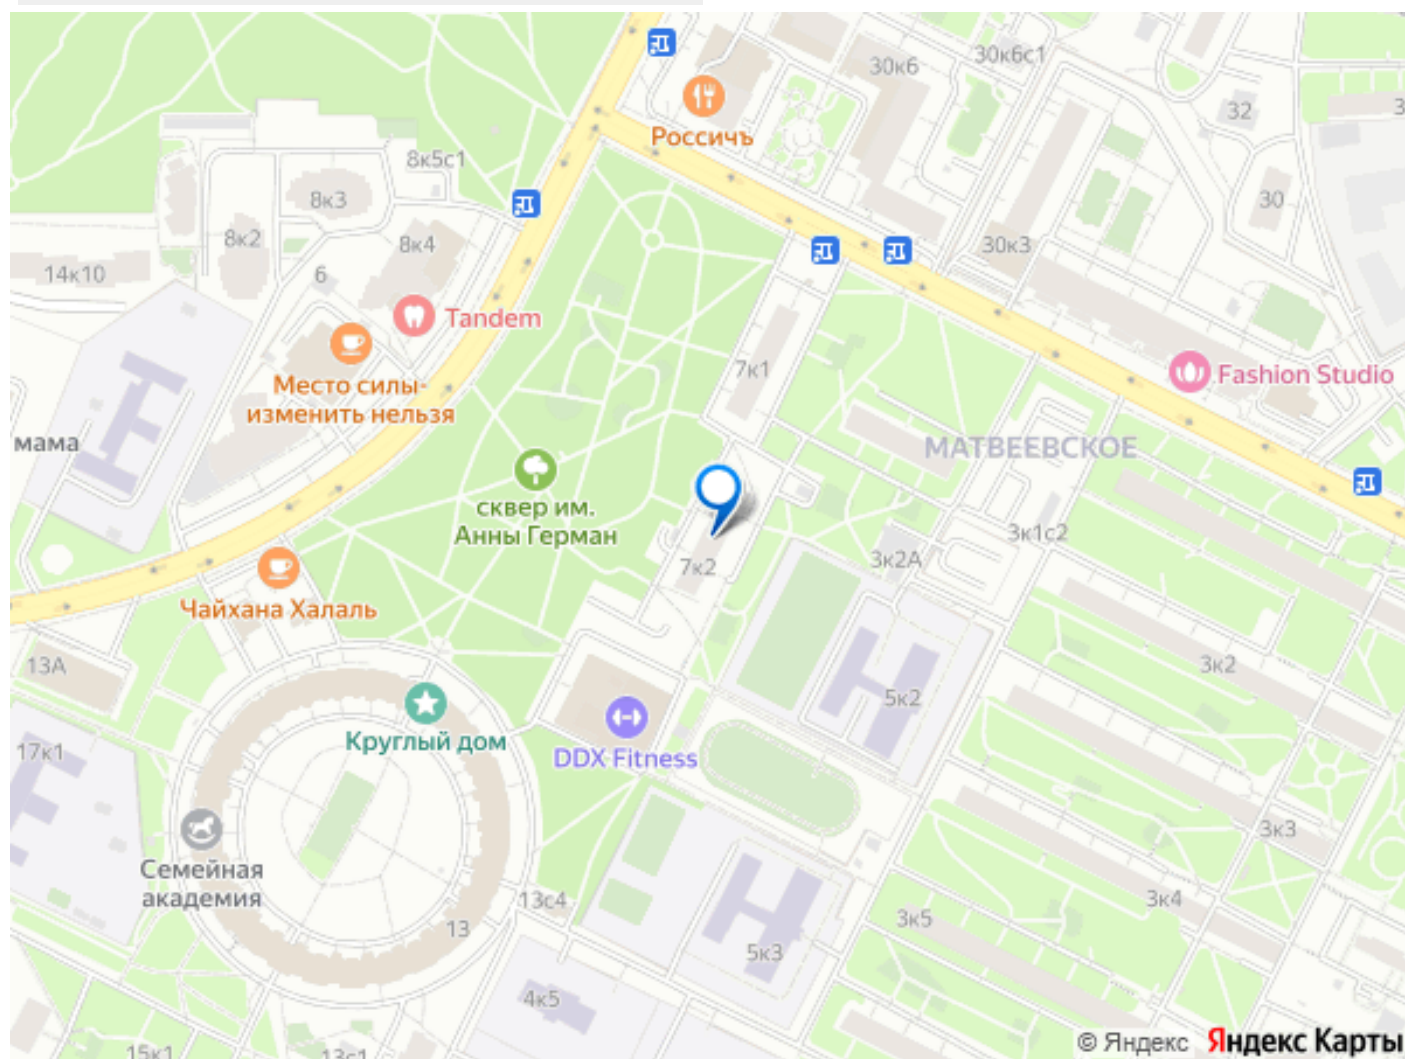 30к6
30к6с1
Россичъ
32
3
8к5с1
8к3
30
8к2
8к4
30к3
14к10
6
Tandem
Место силы-
изменить нельзя
7к1
Fashion Studio
мама
МАТВЕЕВСКОЕ
сквер им.
Анны Герман
3к1с2
7к2
3к2А
Чайхана Халаль
13А
3к2
5к2
Круглый дом
17к1
DDX Fitness
3к3
Семейная
академия
13с4
3к4
13
3к5
5к3
4к5
15к1
13с1
© Яндекс Яндекс Карты